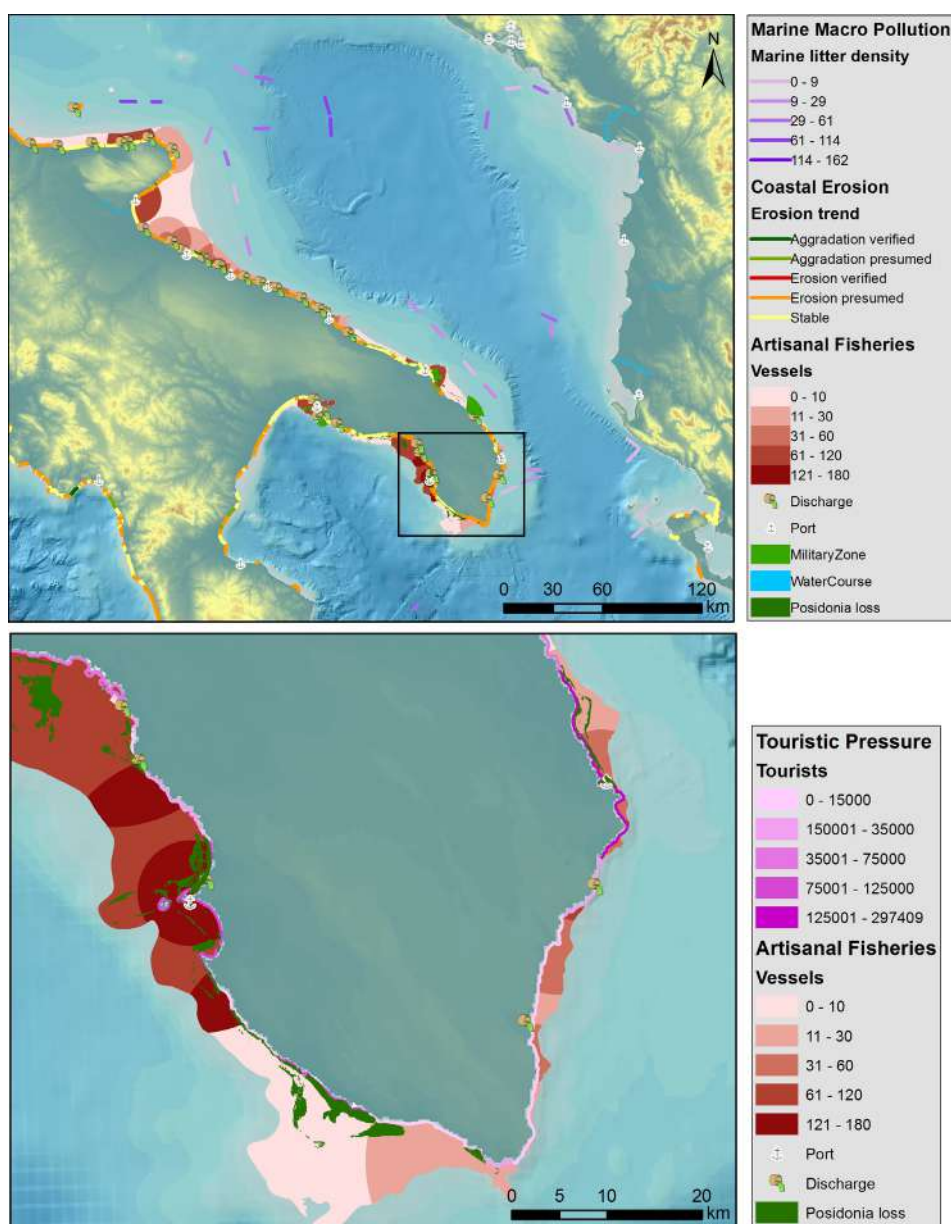 N
0 30 60 120
km
Marine Macro Pollution
Marine litter density
0 - 9
9 - 29
29 - 61
61 - 114
114 - 162
Coastal Erosion
Erosion trend
Aggradation verified
Aggradation presumed
Erosion verified
Erosion presumed
Stable
Artisanal Fisheries
Vessels
0 - 10
11 - 30
31 - 60
61 - 120
121 - 180
Discharge
Port
MilitaryZone
WaterCourse
Posidonia loss
0 5 10 20
km
Touristic Pressure
Tourists
0 - 15000
150001 - 35000
35001 - 75000
75001 - 125000
125001 - 297409
Artisanal Fisheries
Vessels
0 - 10
11 - 30
31 - 60
61 - 120
121 - 180
Port
Discharge
Posidonia loss